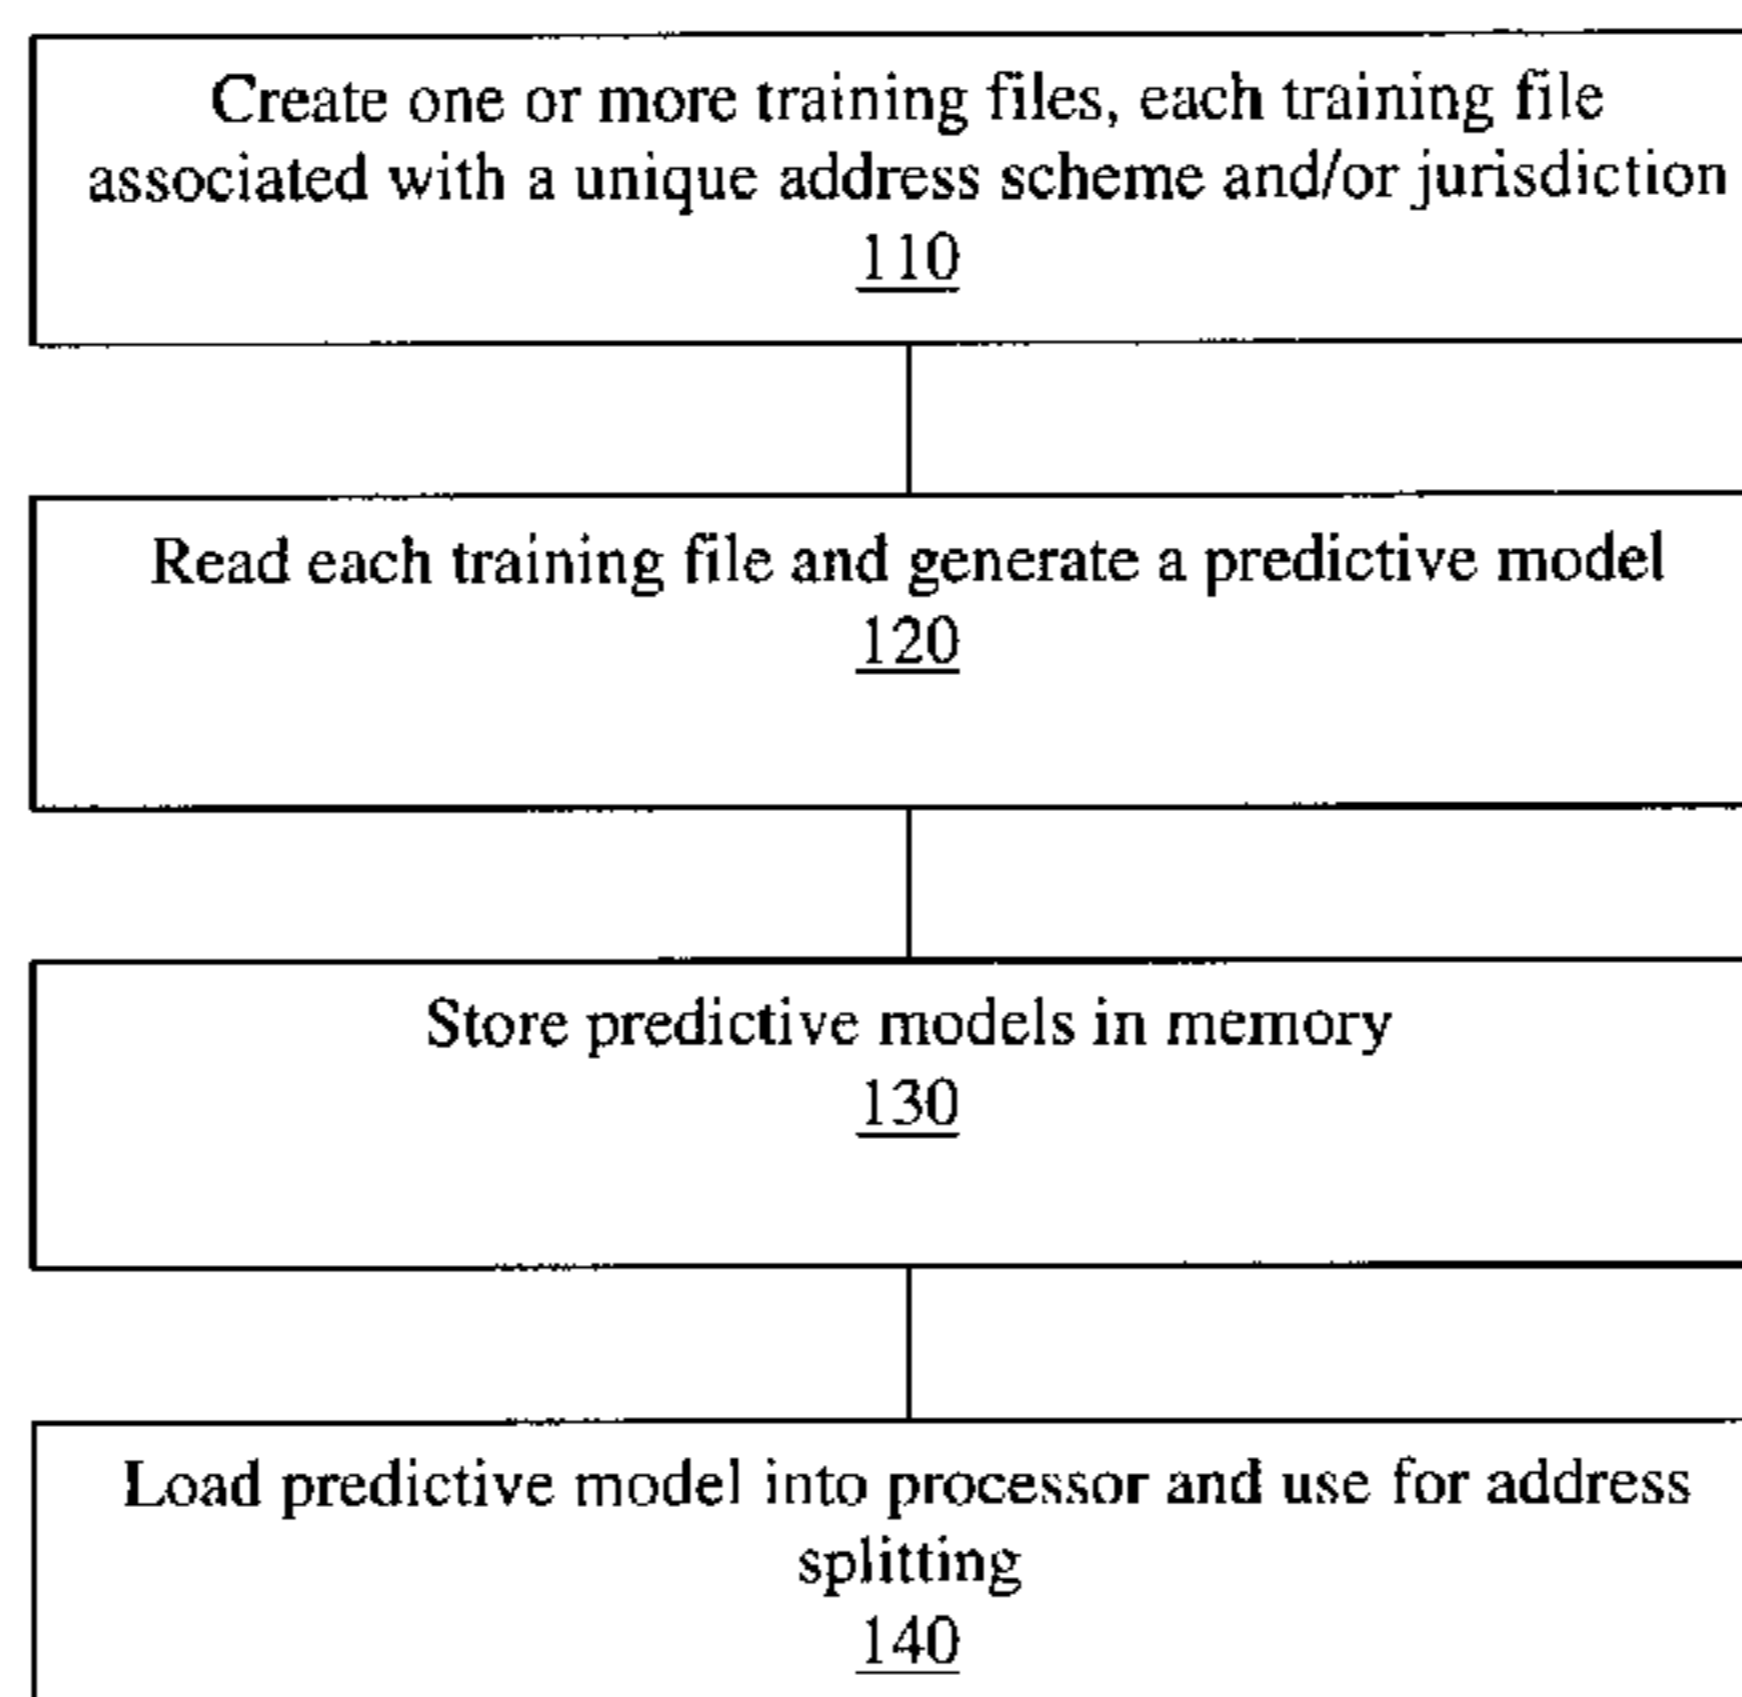 Create one or more training files, each training file
associated with a unique address scheme and/or jurisdiction
110
Read each training file and generate a predictive model
120
Store predictive models in memory
130
Load predictive model into processor and use for address
splitting
140